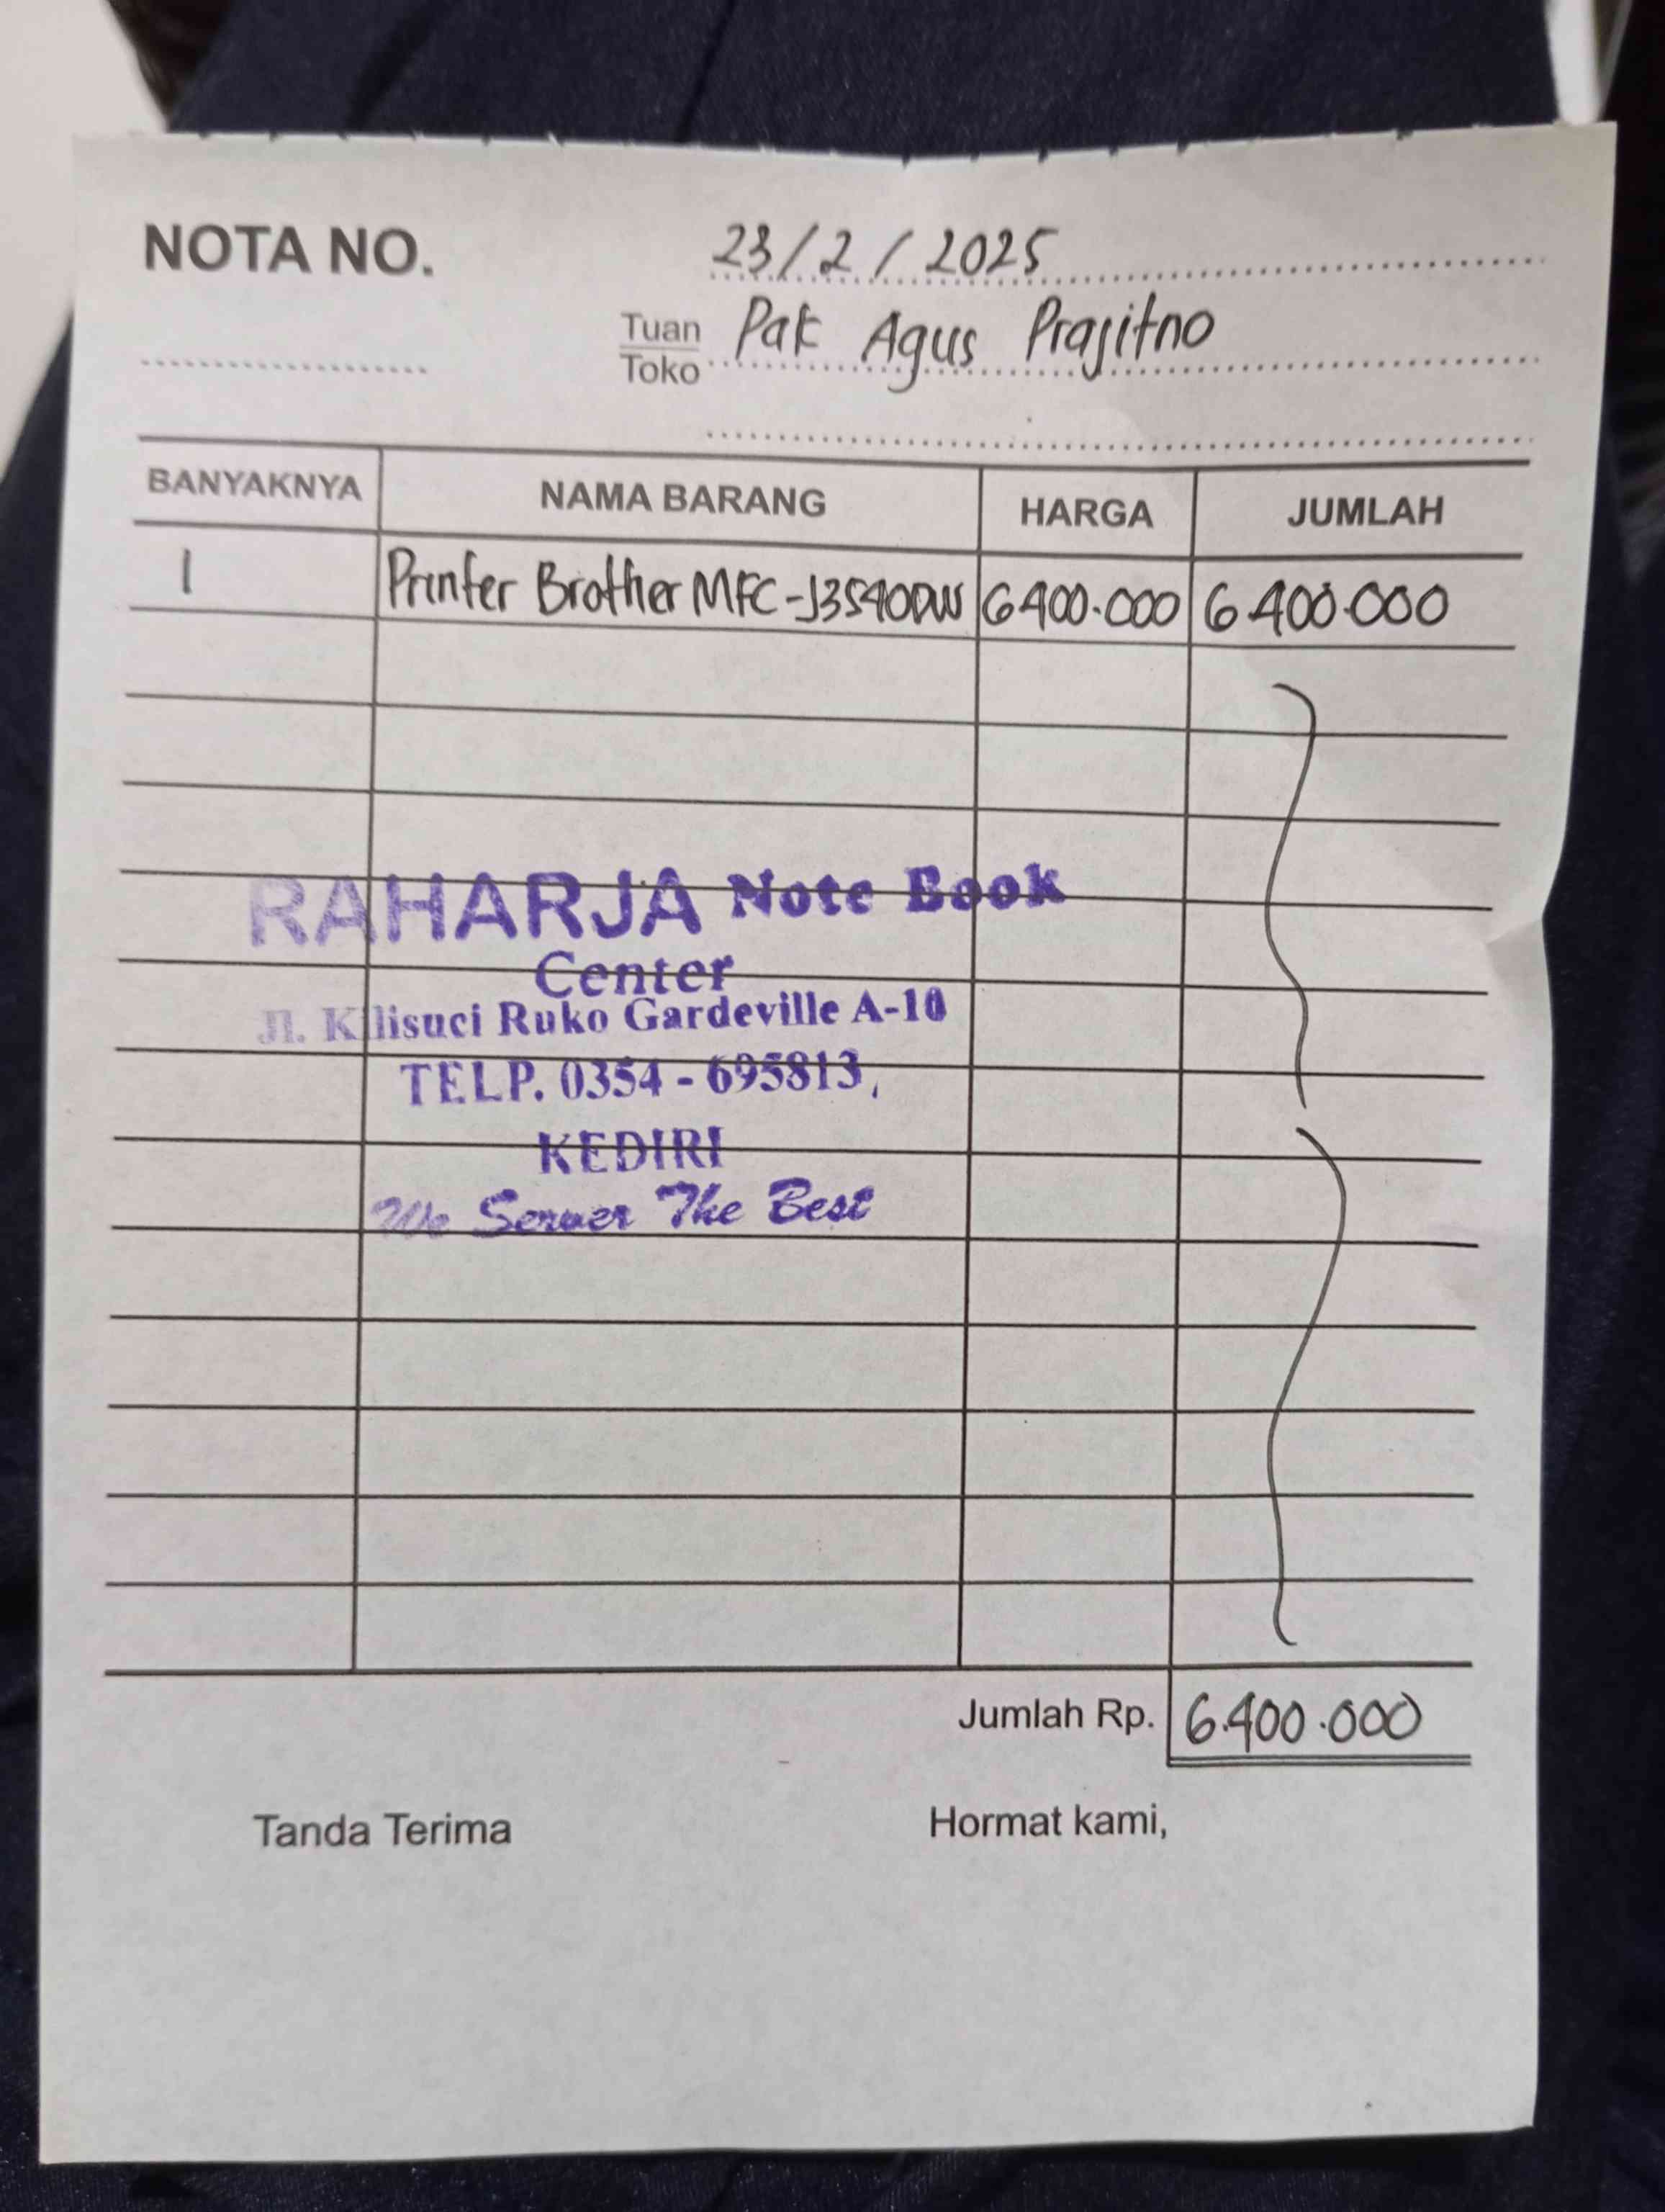 NOTA NO.
23/2/2025
Tuan
Toko
Pak Agus Prajitno
BANYAKNYA NAMA BARANG HARGA JUMLAH
1 Printer Brother MFC-J3540DW 6.400.000 6.400.000
RAHARJA Note Book
Center
Jl. Kilisuci Ruko Gardeville A-10
TELP. 0354 - 695813,
KEDIRI
We Server The Best
Jumlah Rp. 6.400.000
Tanda Terima Hormat kami,